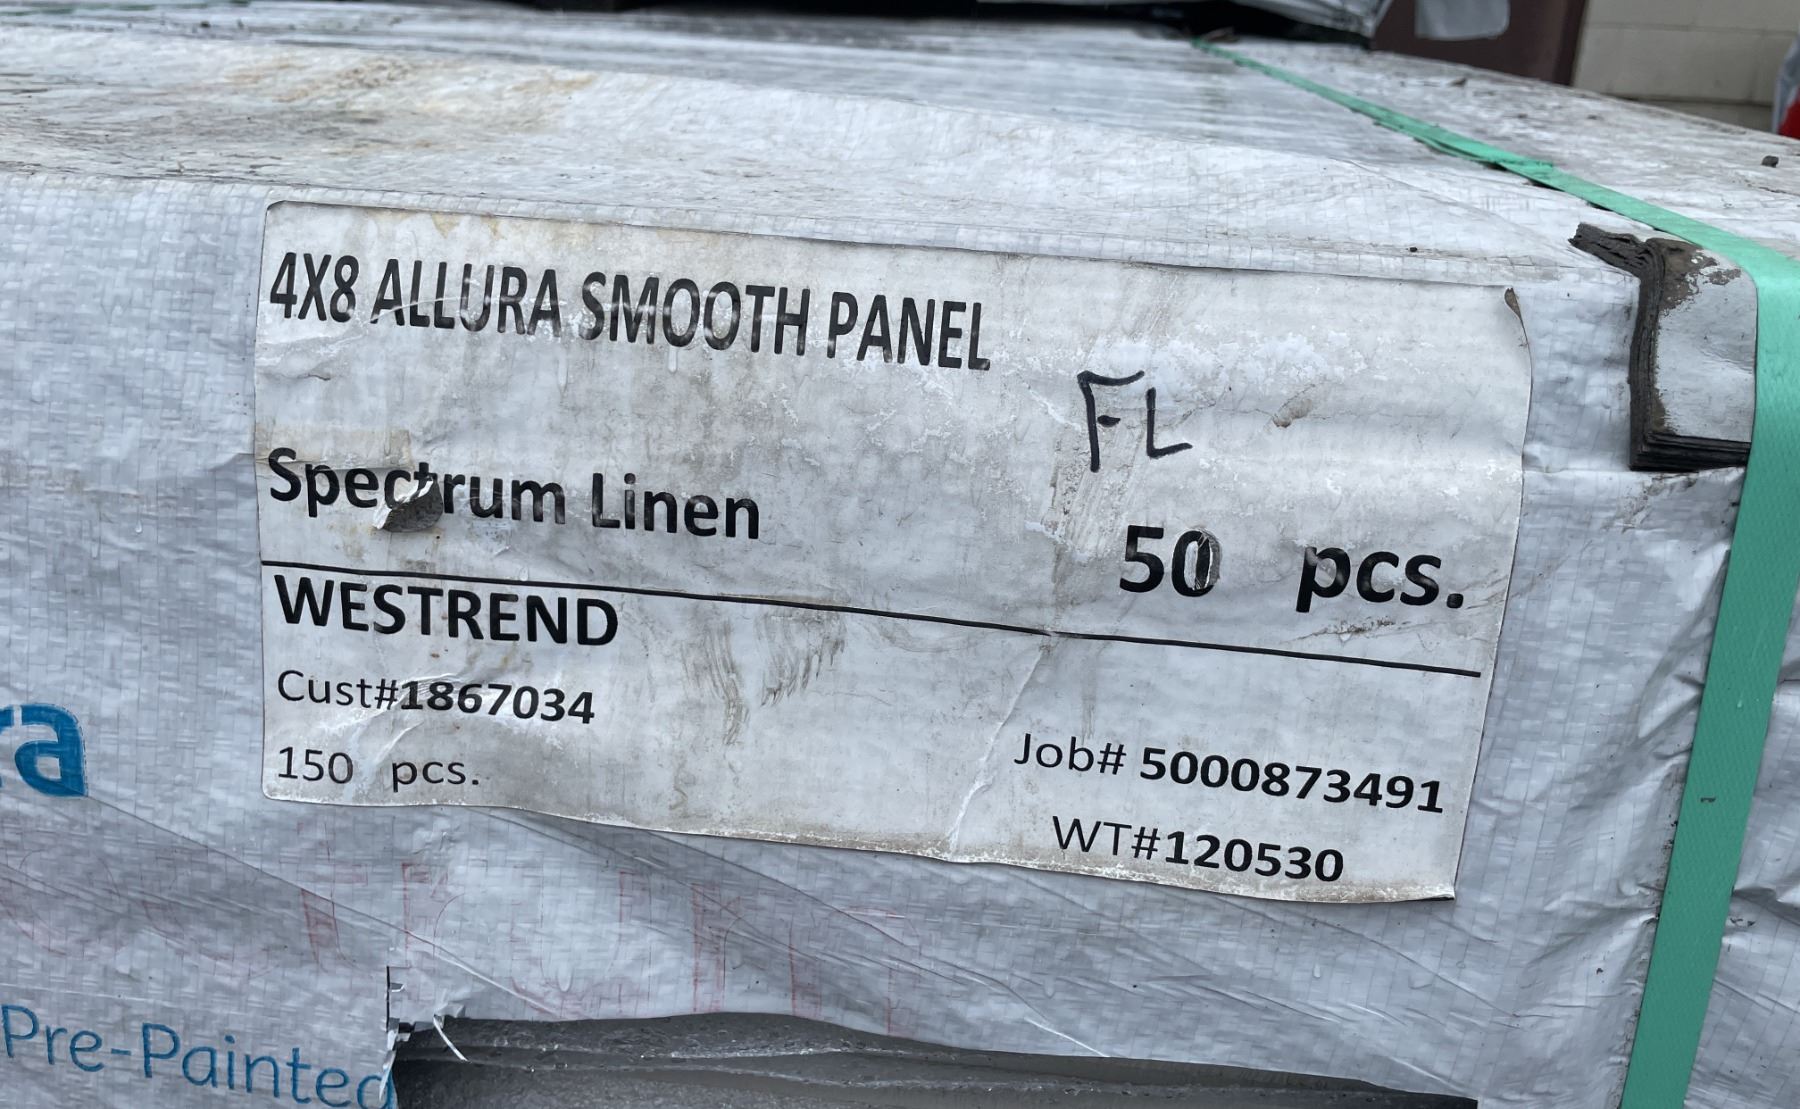 4X8 ALLURA SMOOTH PANEL
FL
Spectrum Linen
50 pcs.
WESTREND
Cust#1867034
150 pcs.
Job# 5000873491
WT#120530
ra
Pre-Painted